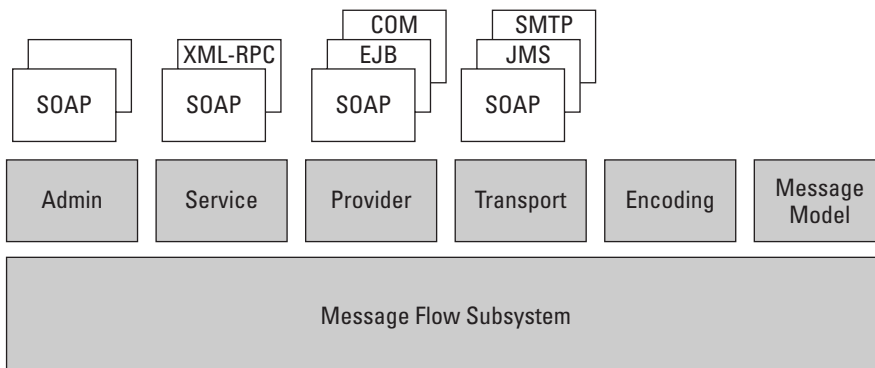 COM SMTP
XML-RPC EJB JMS
SOAP SOAP SOAP SOAP
Admin Service Provider Transport Encoding Message Model
Message Flow Subsystem